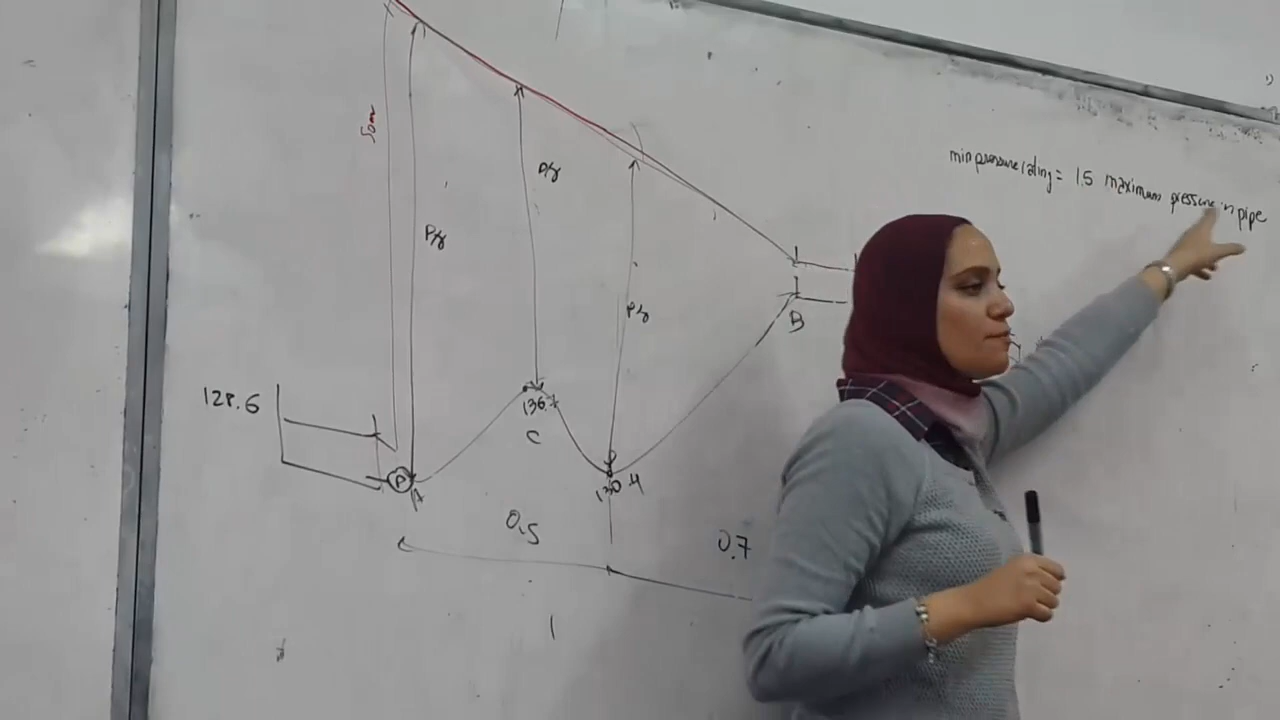 min pressure rating = 1.5 maximum pressure in pipe
50m
P/γ
P/γ
P/γ
B
128.6
136.
C
P
A
130.4
0.5
0.7
1